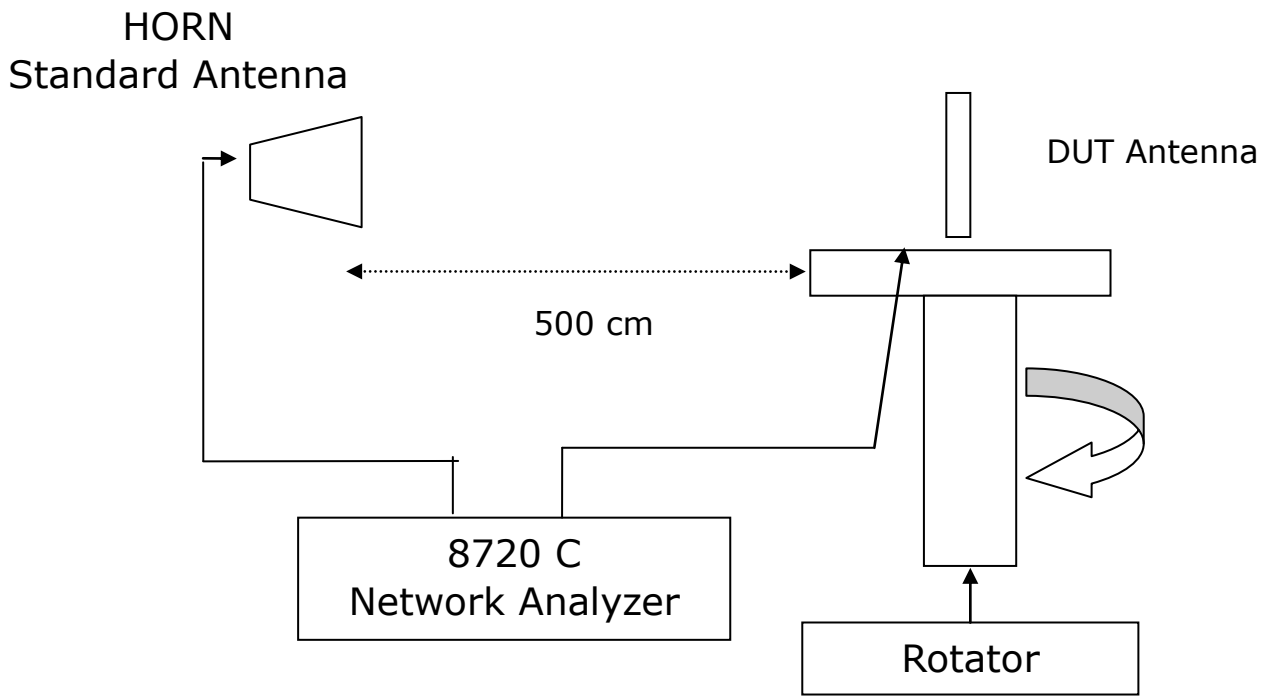 HORN
Standard Antenna
DUT Antenna
500 cm
8720 C
Network Analyzer
Rotator